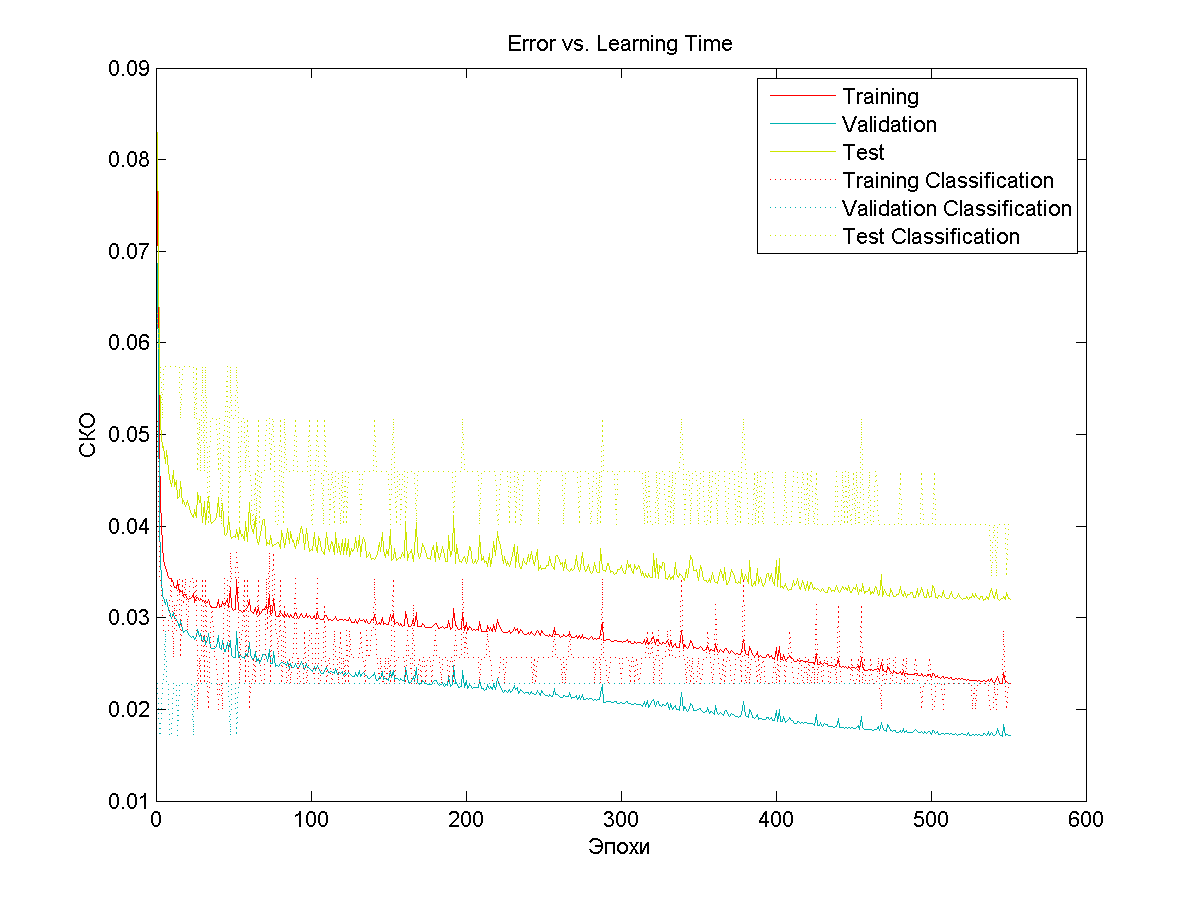 Error vs. Learning Time
0.09
0.08
0.07
0.06
0.05
0.04
0.03
0.02
0.01
СКО
Training
Validation
Test
Training Classification
Validation Classification
Test Classification
0 100 200 300 400 500 600
Эпохи